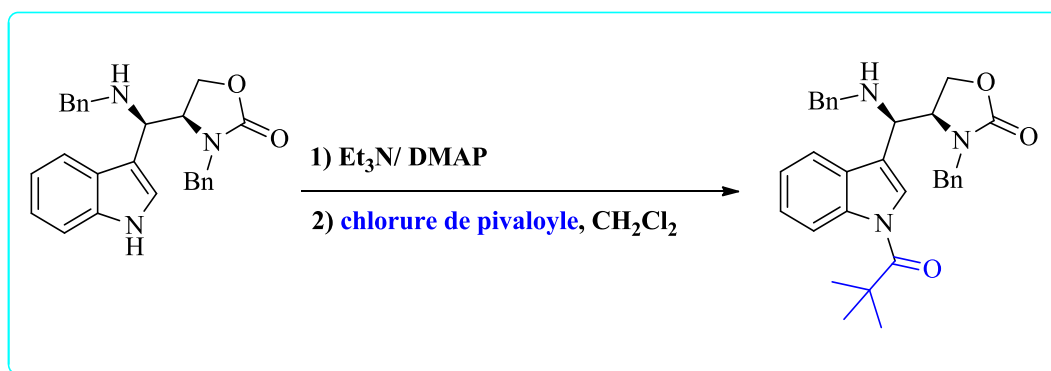 H
N
Bn
O
O
N
Bn
N
H
1) Et₃N/ DMAP
2) chlorure de pivaloyle, CH₂Cl₂
H
N
Bn
O
O
N
Bn
N
O